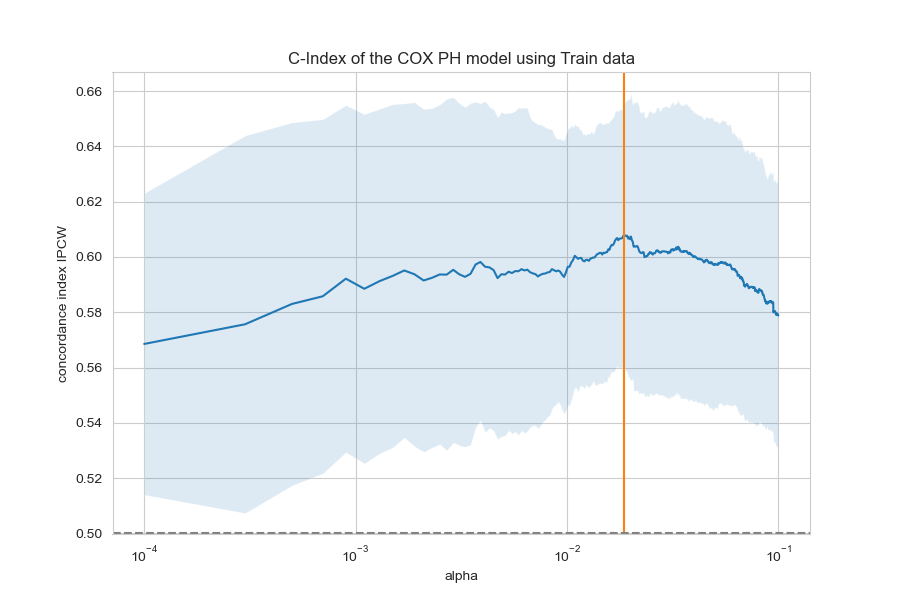 C-Index of the COX PH model using Train data
concordance index IPCW
0.66
0.64
0.62
0.60
0.58
0.56
0.54
0.52
0.50
10⁻⁴ 10⁻³ 10⁻² 10⁻¹
alpha